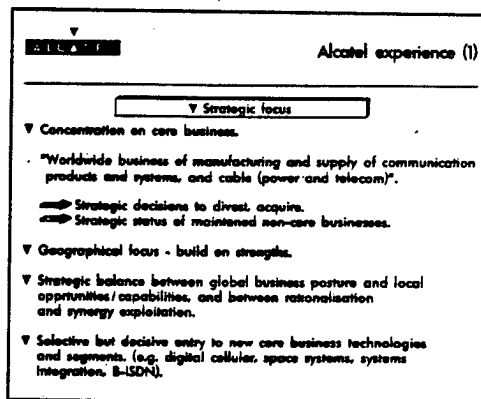 ALCATEL
Alcatel experience (1)
▼ Strategic focus
▼ Concentration on core business.
"Worldwide business of manufacturing and supply of communication
products and systems, and cable (power and telecom)".
Strategic decisions to divest, acquire.
Strategic status of maintained non-core businesses.
▼ Geographical focus - build on strengths.
▼ Strategic balance between global business posture and local
opprtunities/capabilities, and between rationalisation
and synergy exploitation.
▼ Selective but decisive entry to new core business technologies
and segments. (e.g. digital celluler, space systems, systems
Integration, B-ISDN).